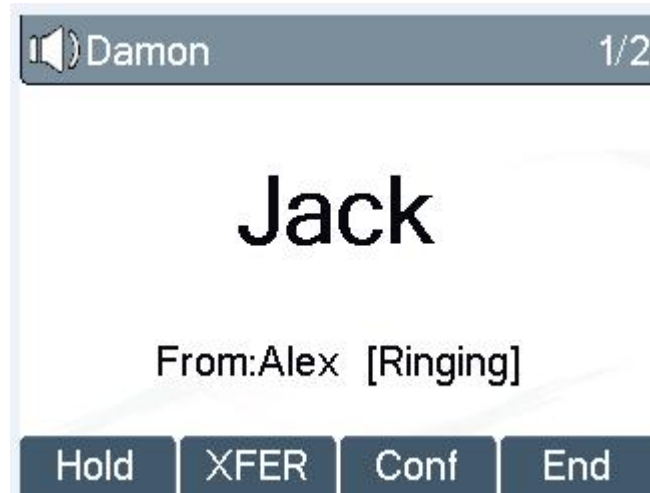 Damon 1/2
Jack
From:Alex [Ringing]
Hold XFER Conf End